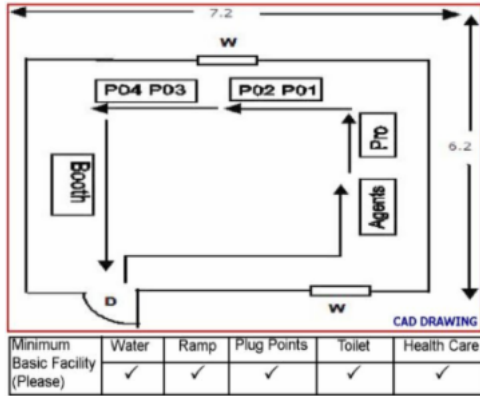 7.2
W
P04 P03
P02 P01
Pro
6.2
Booth
Agents
D
W
CAD DRAWING
Minimum Basic Facility (Please)
Water
Ramp
Plug Points
Toilet
Health Care
✓ ✓ ✓ ✓ ✓